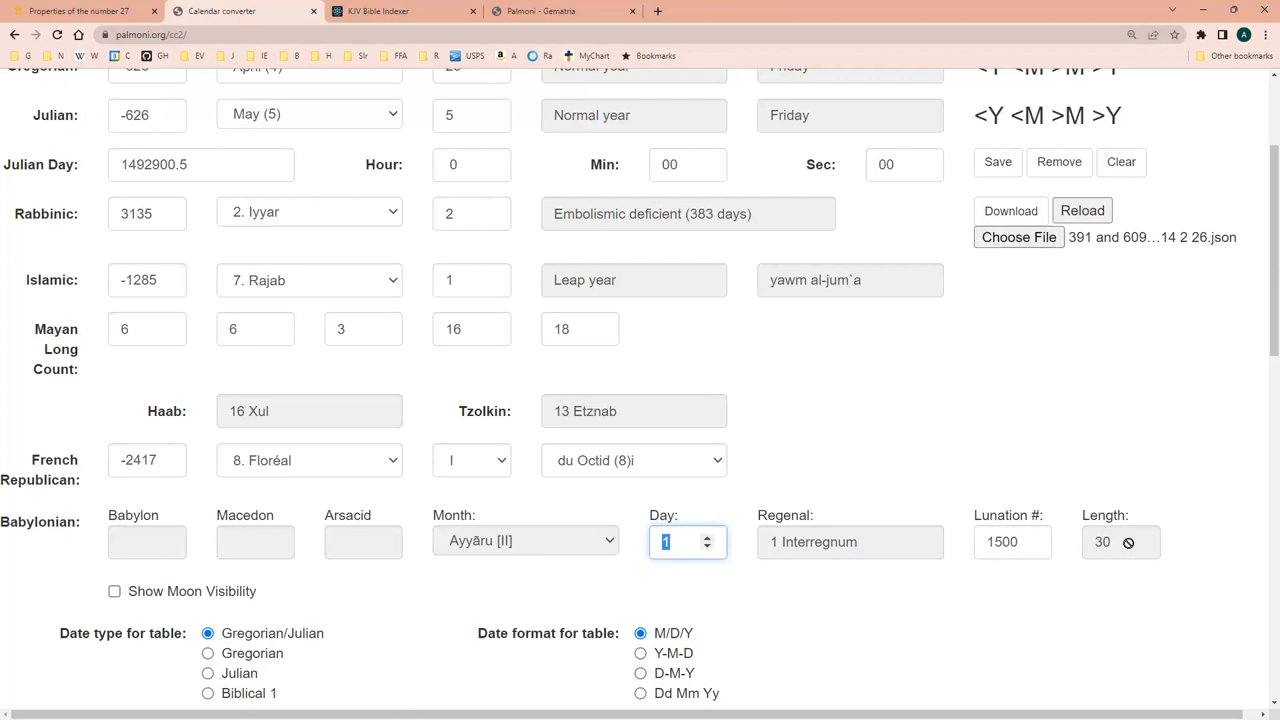 Properties of the number 27
Calendar converter
KJV Bible Indexer
Palmoni - Gematria
palmoni.org/cc2/
A
G
N
W
C
GH
EV
J
IE
B
H
Slr
FFA
R
USPS
A
Ra
MyChart
Bookmarks
Other bookmarks
<Y <M >M >Y
Julian: -626 May (5) 5 Normal year Friday <Y <M >M >Y
Julian Day: 1492900.5 Hour: 0 Min: 00 Sec: 00 Save Remove Clear
Rabbinic: 3135 2. Iyyar 2 Embolismic deficient (383 days) Download Reload
Choose File 391 and 609…14 2 26.json
Islamic: -1285 7. Rajab 1 Leap year yawm al-jum`a
Mayan Long Count: 6 6 3 16 18
Haab: 16 Xul Tzolkin: 13 Etznab
French Republican: -2417 8. Floréal I du Octid (8)i
Babylonian: Babylon Macedon Arsacid Month: Day: Regenal: Lunation #: Length:
Ayyāru [II] 1 1 Interregnum 1500 30
Show Moon Visibility
Date type for table: Gregorian/Julian Date format for table: M/D/Y
Gregorian Y-M-D
Julian D-M-Y
Biblical 1 Dd Mm Yy